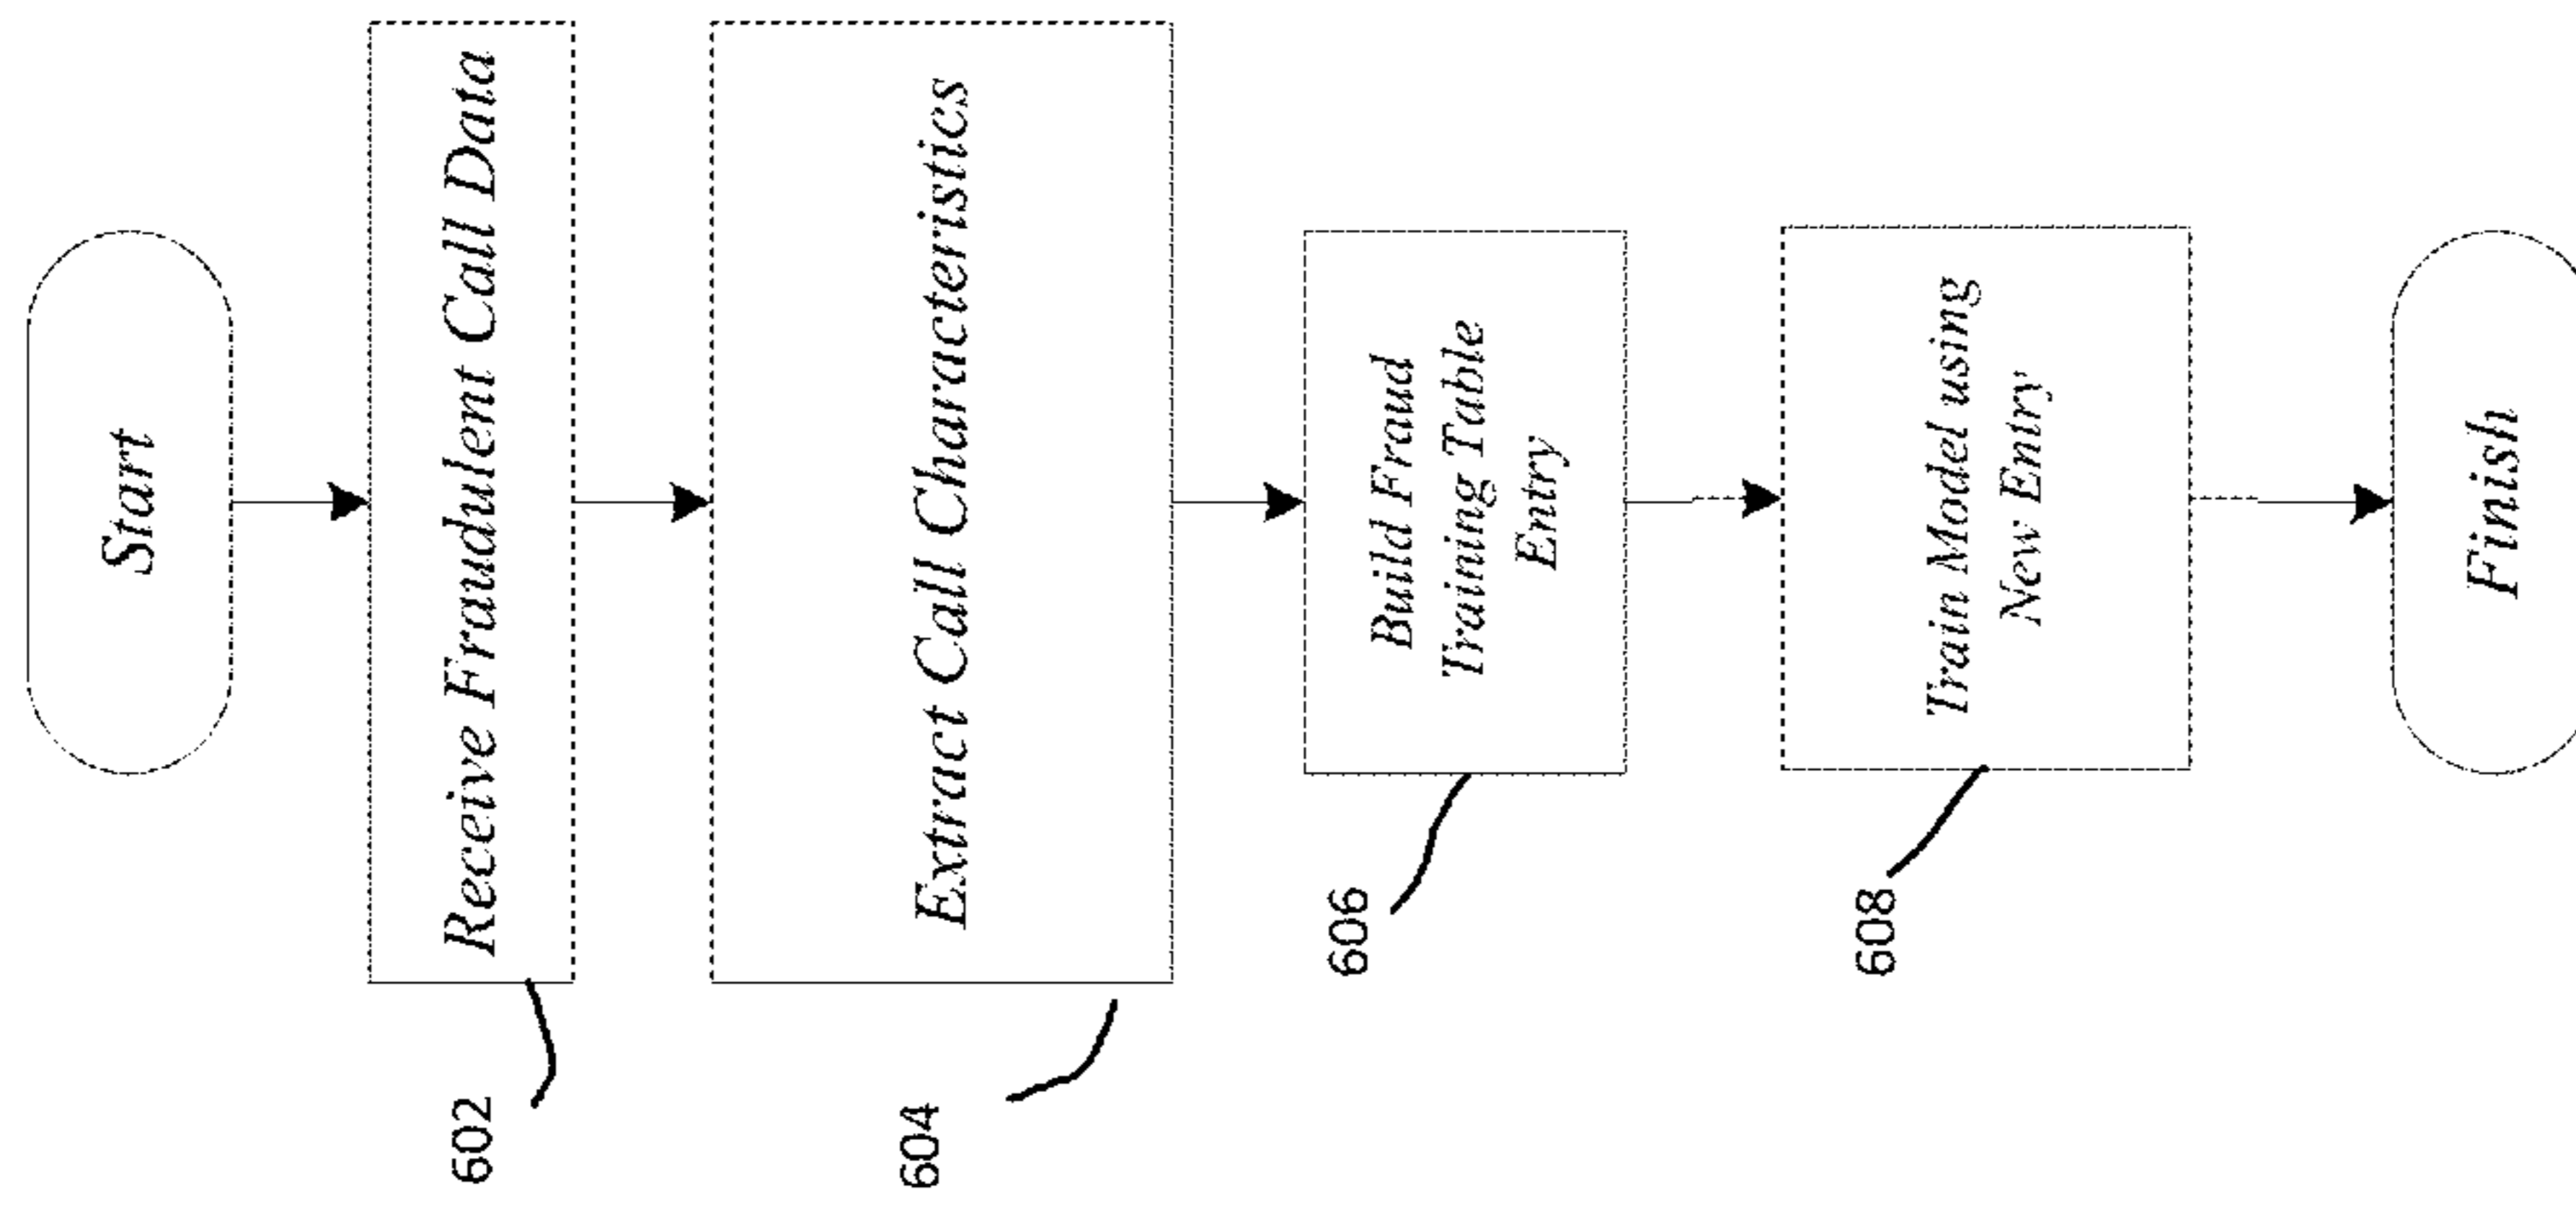 Start
Receive Fraudulent Call Data
602
Extract Call Characteristics
604
Build Fraud
Training Table
Entry
606
Train Model using
New Entry
608
Finish